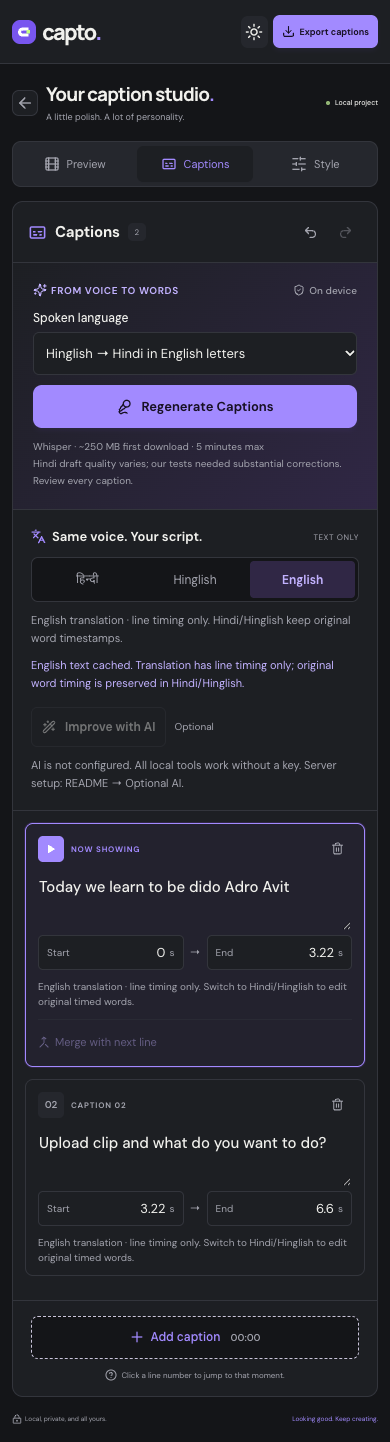 capto.
Export captions
Your caption studio.
A little polish. A lot of personality.
Local project
Preview
Captions
Style
Captions 2
FROM VOICE TO WORDS
On device
Spoken language
Hinglish → Hindi in English letters
Regenerate Captions
Whisper · ~250 MB first download · 5 minutes max
Hindi draft quality varies; our tests needed substantial corrections.
Review every caption.
Same voice. Your script.
TEXT ONLY
हिन्दी
Hinglish
English
English translation · line timing only. Hindi/Hinglish keep original
word timestamps.
English text cached. Translation has line timing only; original
word timing is preserved in Hindi/Hinglish.
Improve with AI
Optional
AI is not configured. All local tools work without a key. Server
setup: README → Optional AI.
NOW SHOWING
Today we learn to be dido Adro Avit
Start 0 s → End 3.22 s
English translation · line timing only. Switch to Hindi/Hinglish to edit
original timed words.
Merge with next line
02 CAPTION 02
Upload clip and what do you want to do?
Start 3.22 s → End 6.6 s
English translation · line timing only. Switch to Hindi/Hinglish to edit
original timed words.
+ Add caption 00:00
Click a line number to jump to that moment.
Local, private, and all yours.
Looking good. Keep creating.